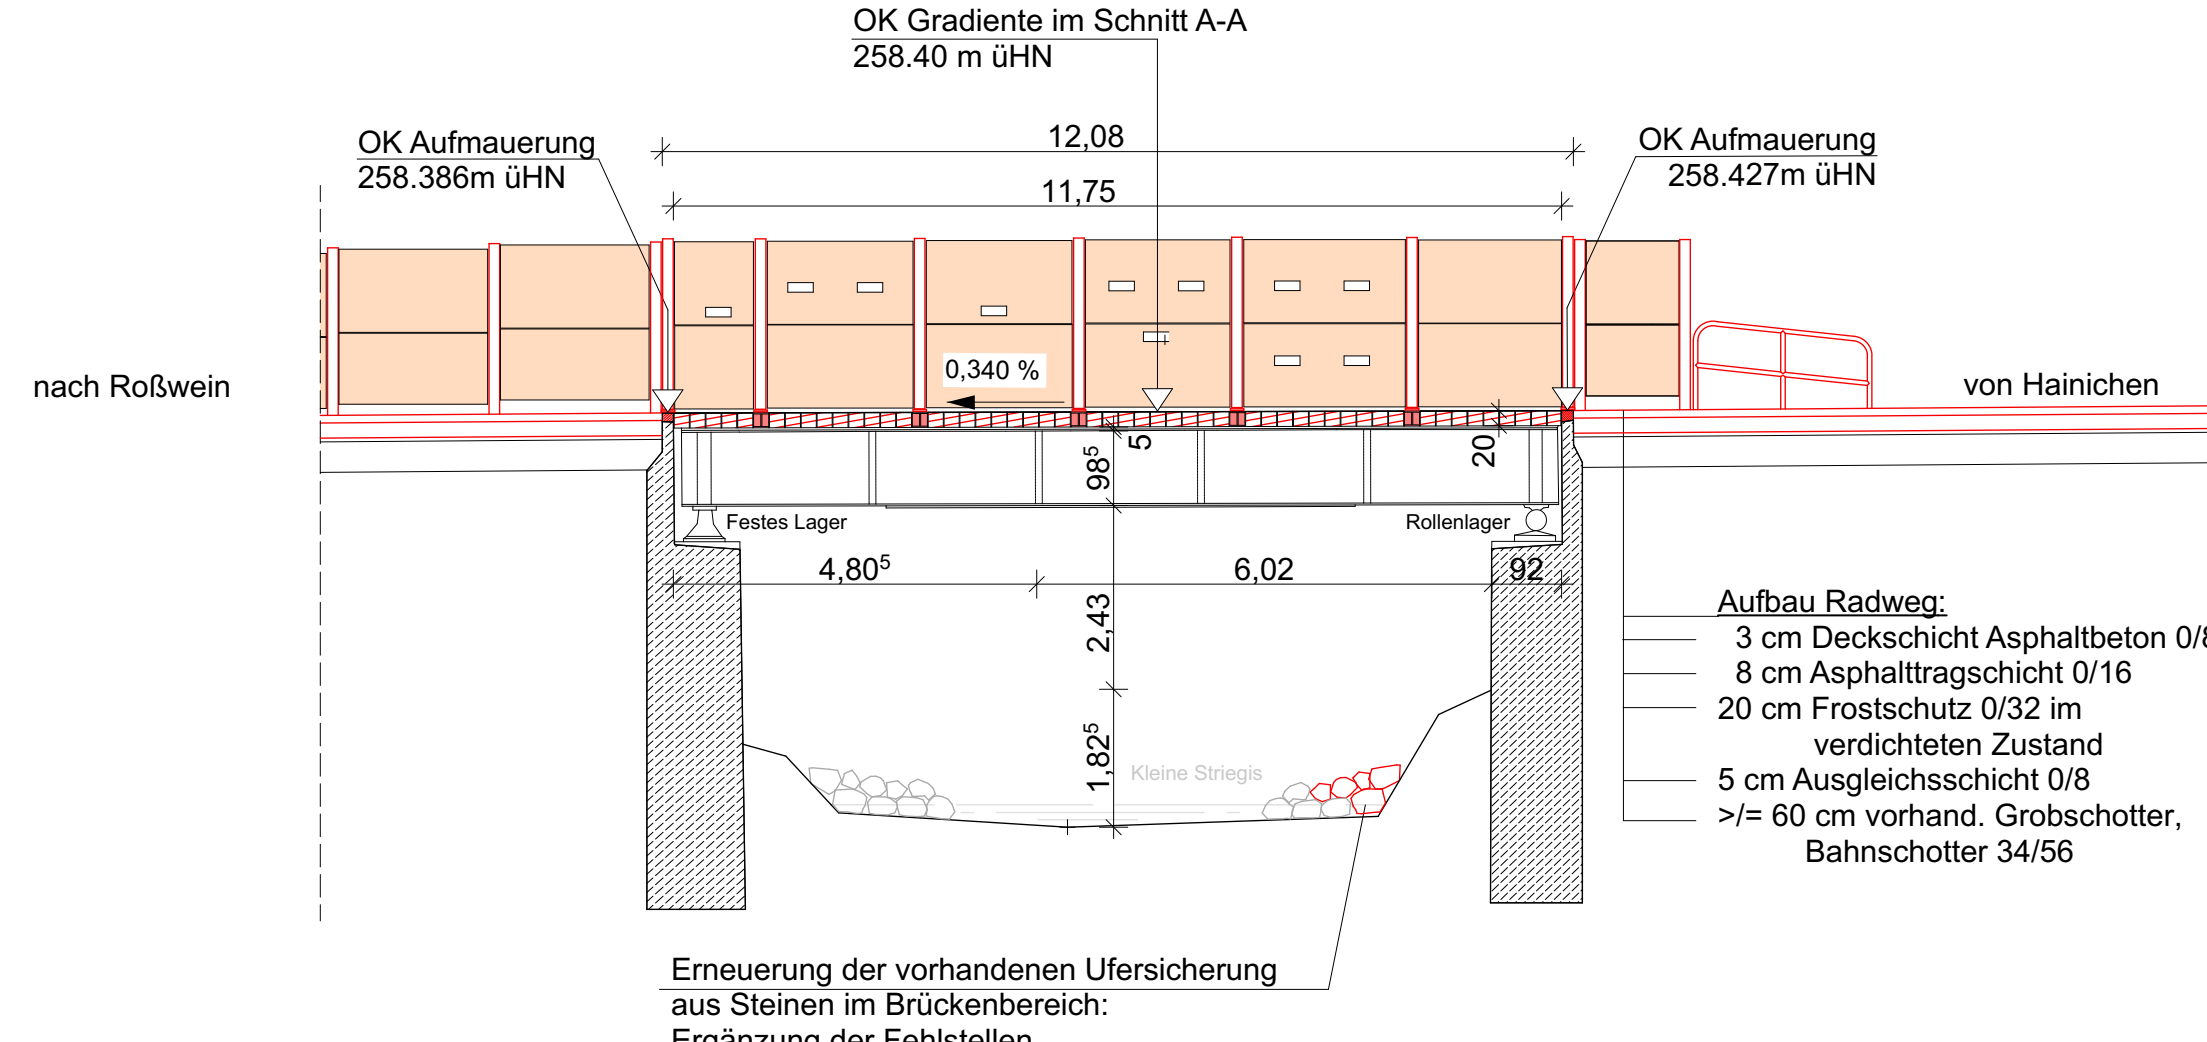 OK Gradiente im Schnitt A-A
258.40 m üHN
OK Aufmauerung
258.386m üHN
12,08
OK Aufmauerung
258.427m üHN
11,75
0,340 %
nach Roßwein
von Hainichen
5
20
98⁵
Festes Lager
Rollenlager
4,80⁵
6,02
92
2,43
1,82⁵
Kleine Striegis
Aufbau Radweg:
3 cm Deckschicht Asphaltbeton 0/8
8 cm Asphalttragschicht 0/16
20 cm Frostschutz 0/32 im
verdichteten Zustand
5 cm Ausgleichsschicht 0/8
>/= 60 cm vorhand. Grobschotter,
Bahnschotter 34/56
Erneuerung der vorhandenen Ufersicherung
aus Steinen im Brückenbereich:
Ergänzung der Fehlstellen